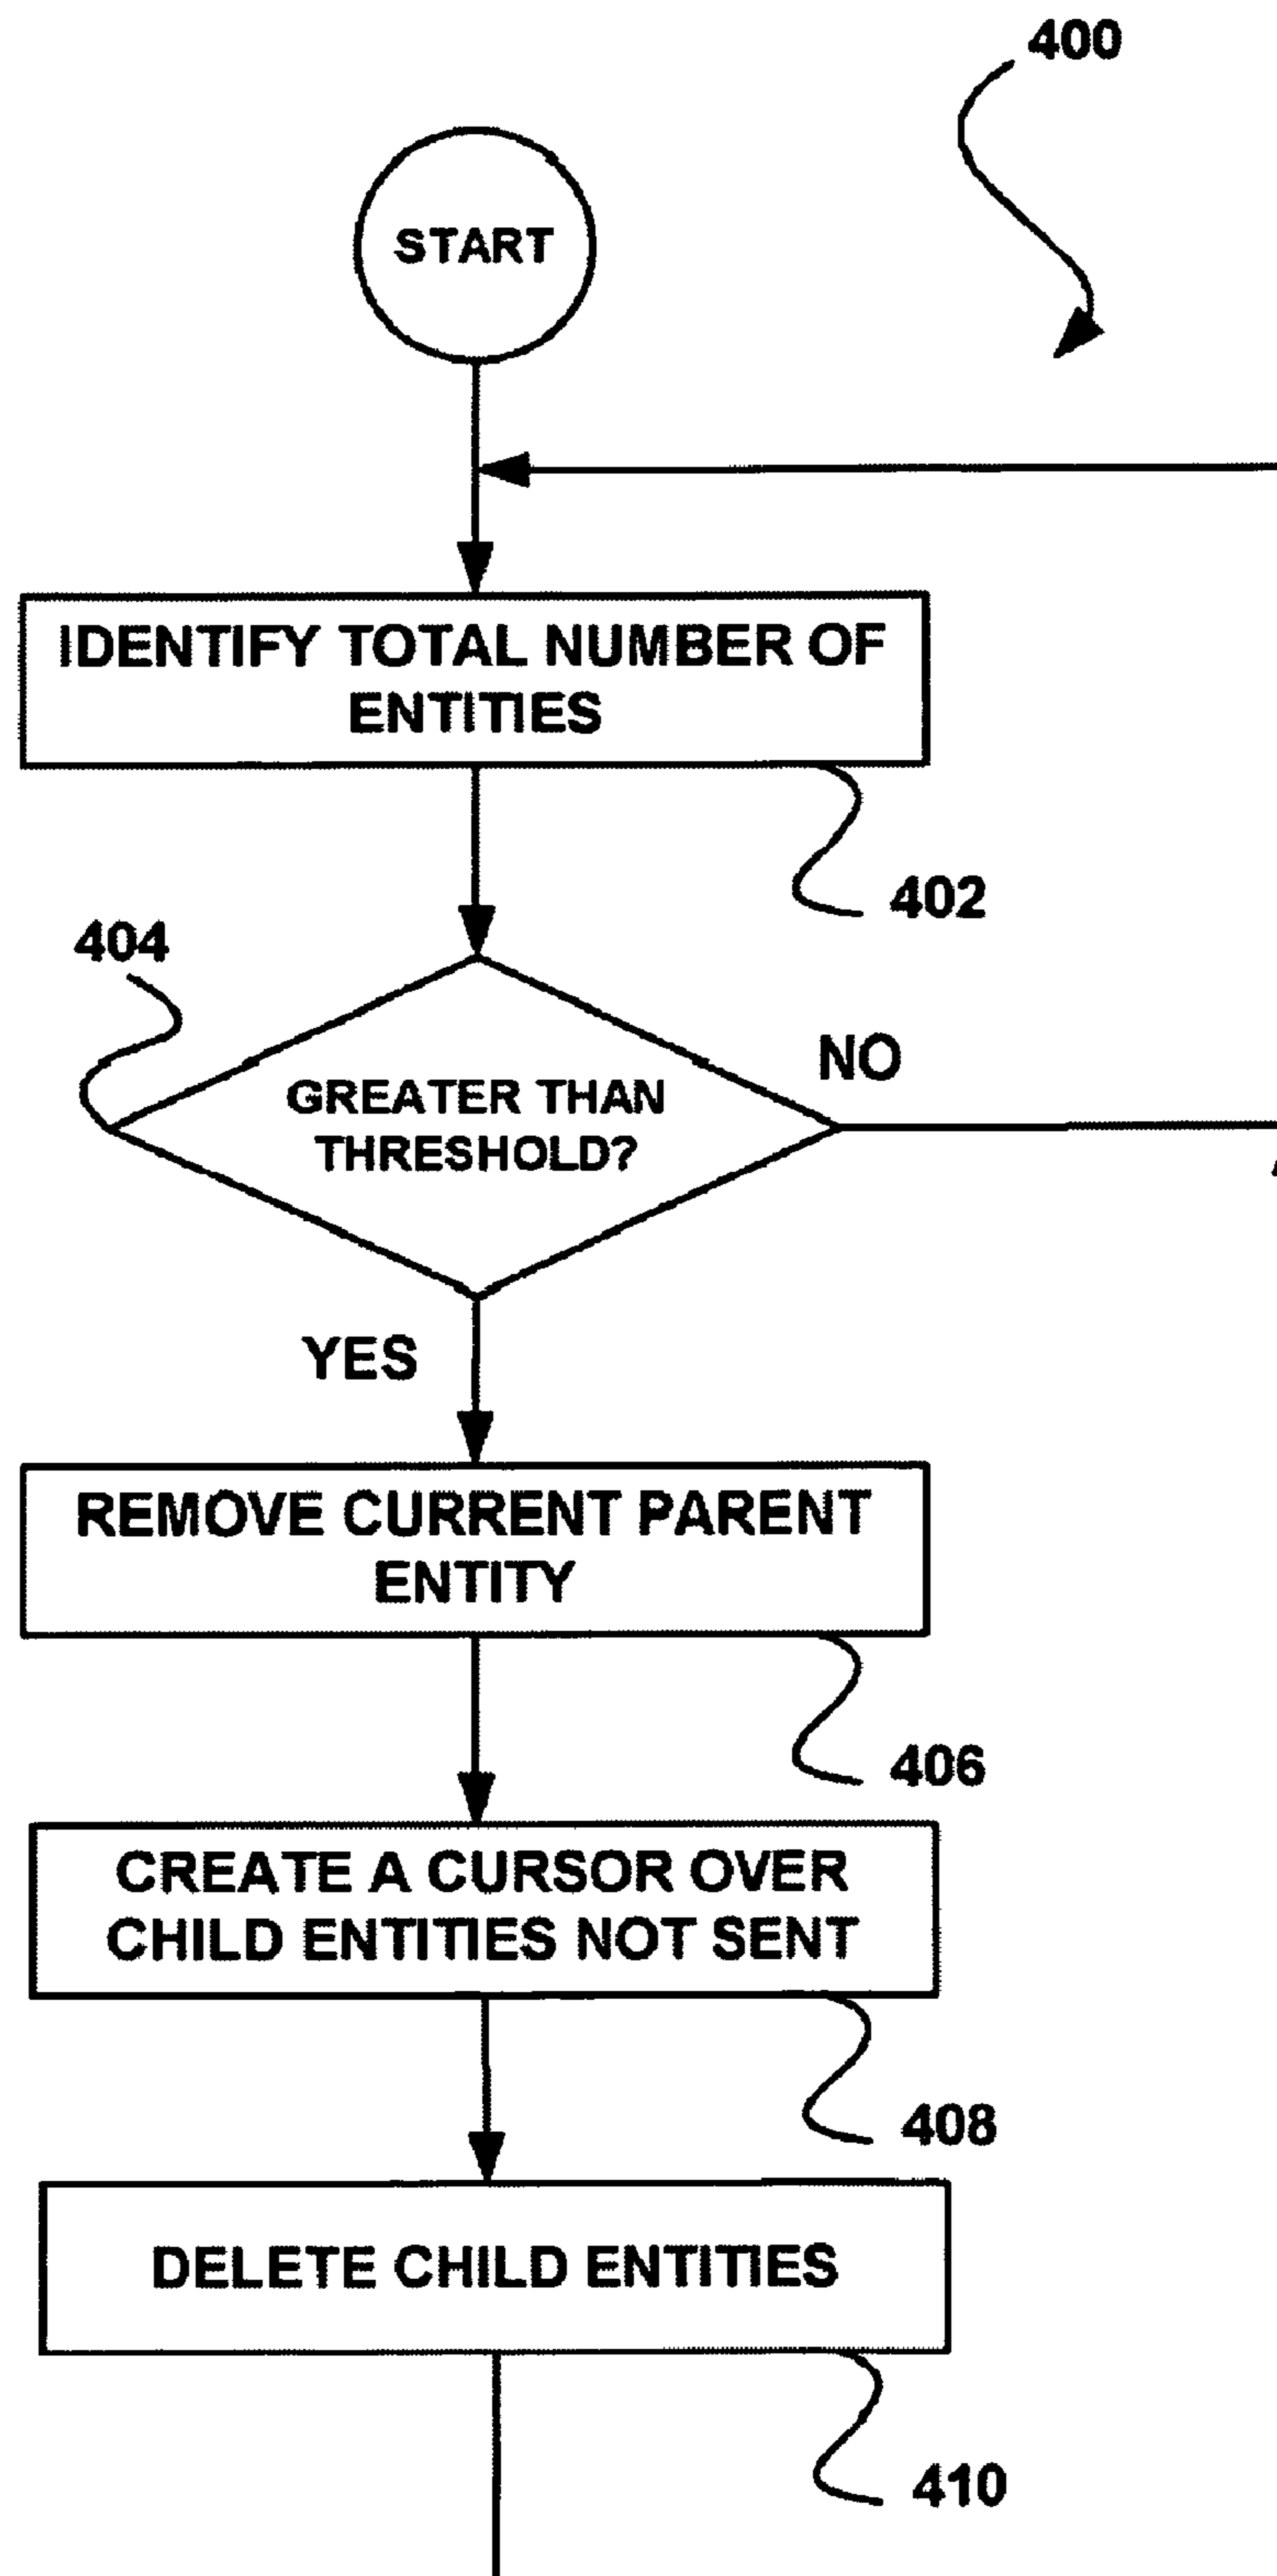 400
START
IDENTIFY TOTAL NUMBER OF
ENTITIES
402
404
GREATER THAN
THRESHOLD?
NO
YES
REMOVE CURRENT PARENT
ENTITY
406
CREATE A CURSOR OVER
CHILD ENTITIES NOT SENT
408
DELETE CHILD ENTITIES
410